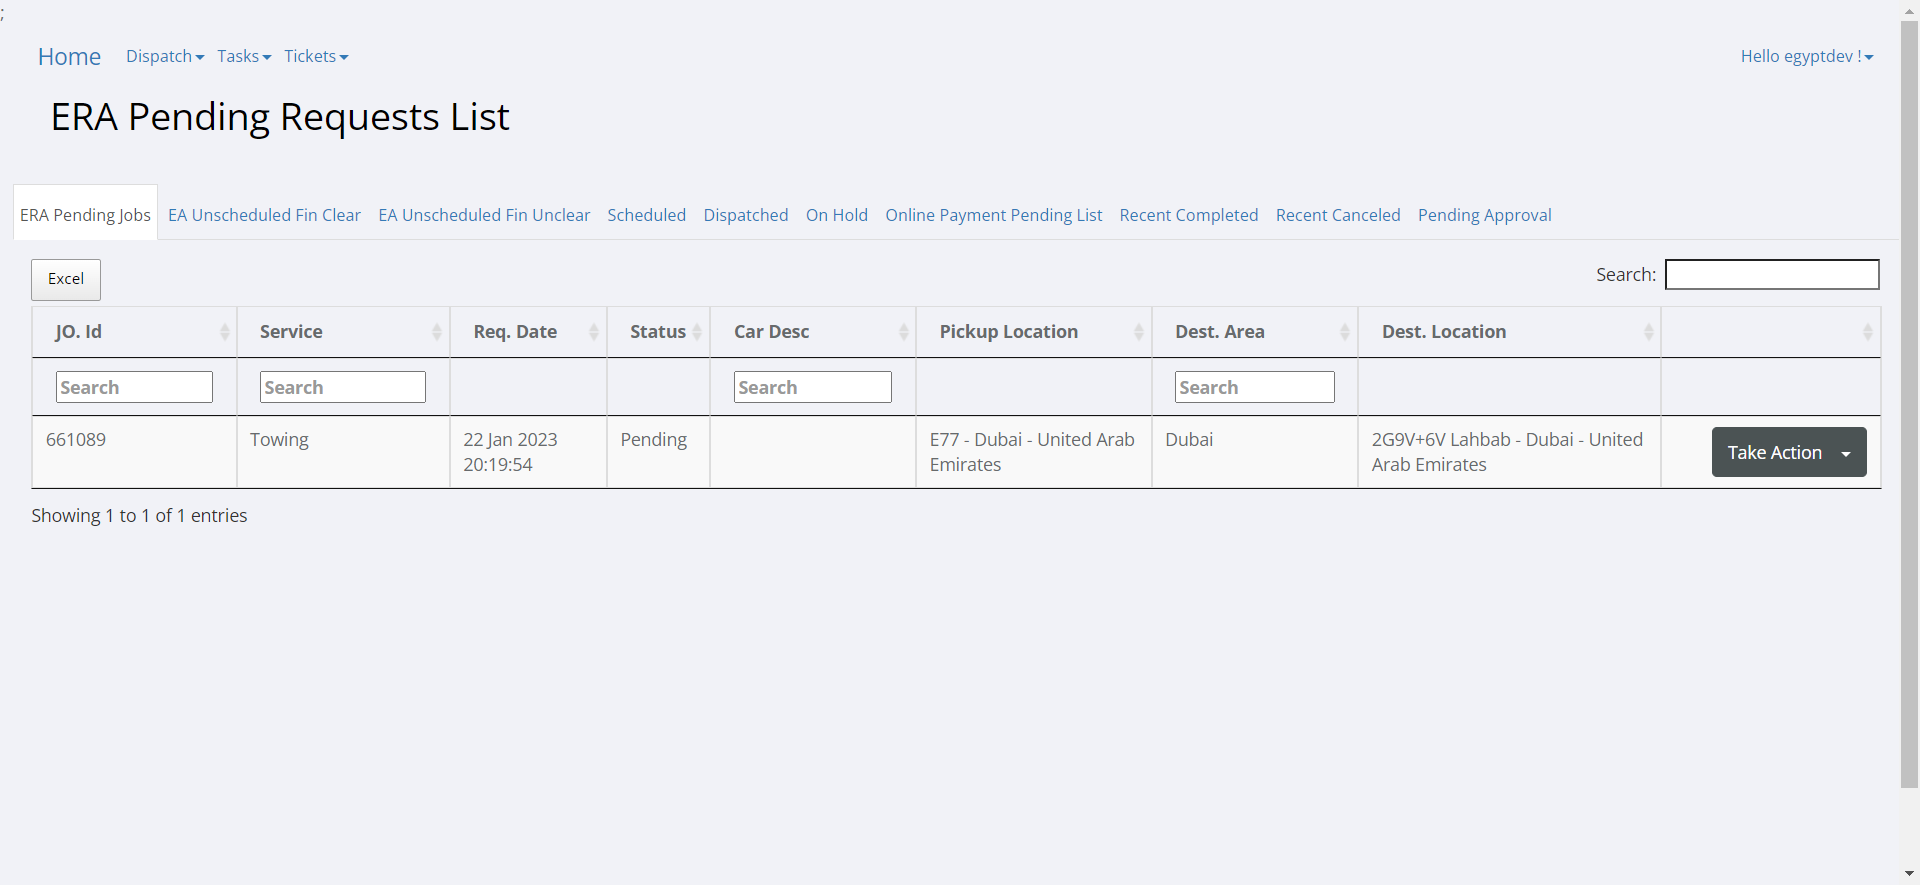 ;
Home Dispatch Tasks Tickets Hello egyptdev !
ERA Pending Requests List
ERA Pending Jobs EA Unscheduled Fin Clear EA Unscheduled Fin Unclear Scheduled Dispatched On Hold Online Payment Pending List Recent Completed Recent Canceled Pending Approval
Excel Search:
JO. Id Service Req. Date Status Car Desc Pickup Location Dest. Area Dest. Location
Search Search Search Search
661089 Towing 22 Jan 2023 Pending E77 - Dubai - United Arab Dubai 2G9V+6V Lahbab - Dubai - United Take Action
20:19:54 Emirates Arab Emirates
Showing 1 to 1 of 1 entries